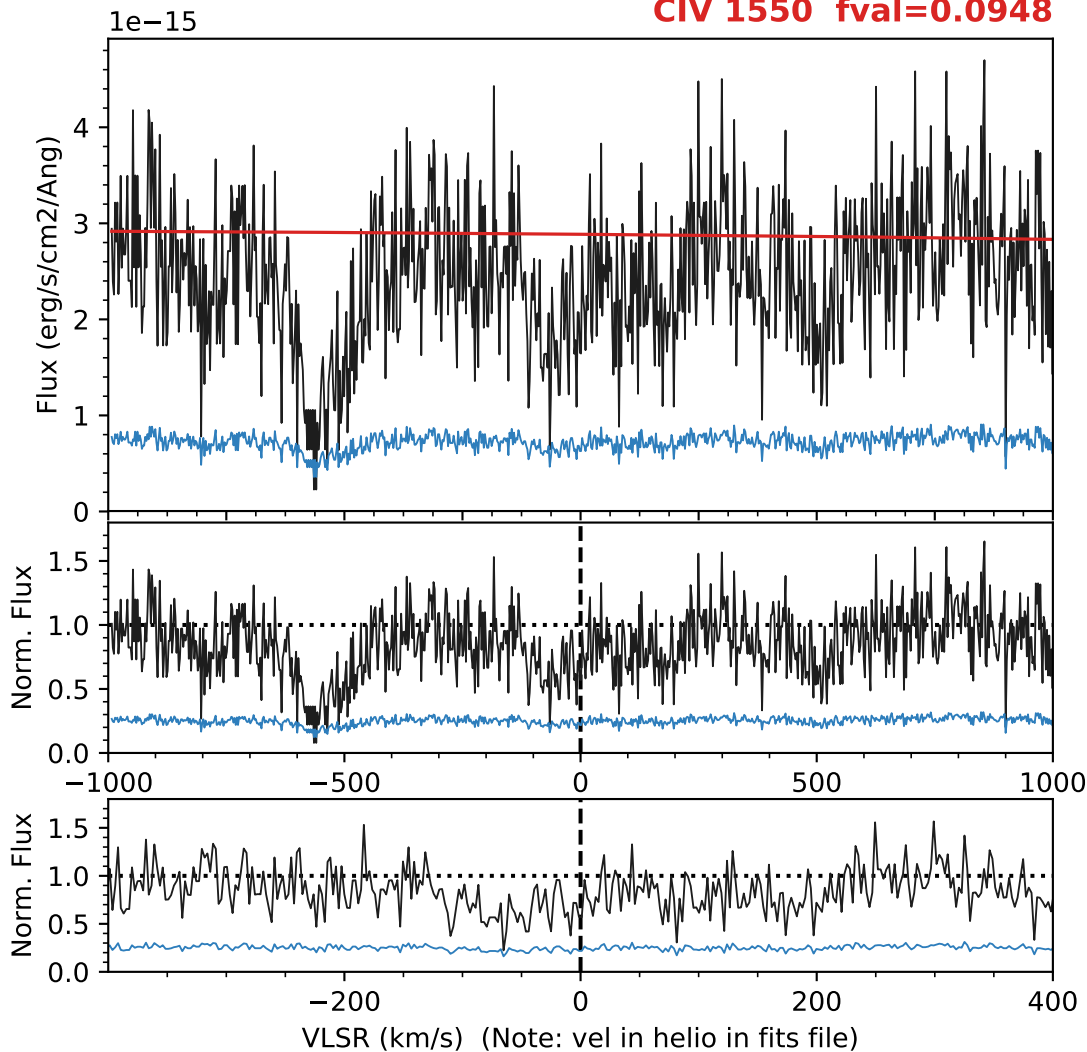 CIV 1550 fval=0.0948
1e−15
Flux (erg/s/cm2/Ang)
4
3
2
1
0
Norm. Flux
1.5
1.0
0.5
0.0
−1000 −500 0 500 1000
Norm. Flux
1.5
1.0
0.5
0.0
−200 0 200 400
VLSR (km/s) (Note: vel in helio in fits file)